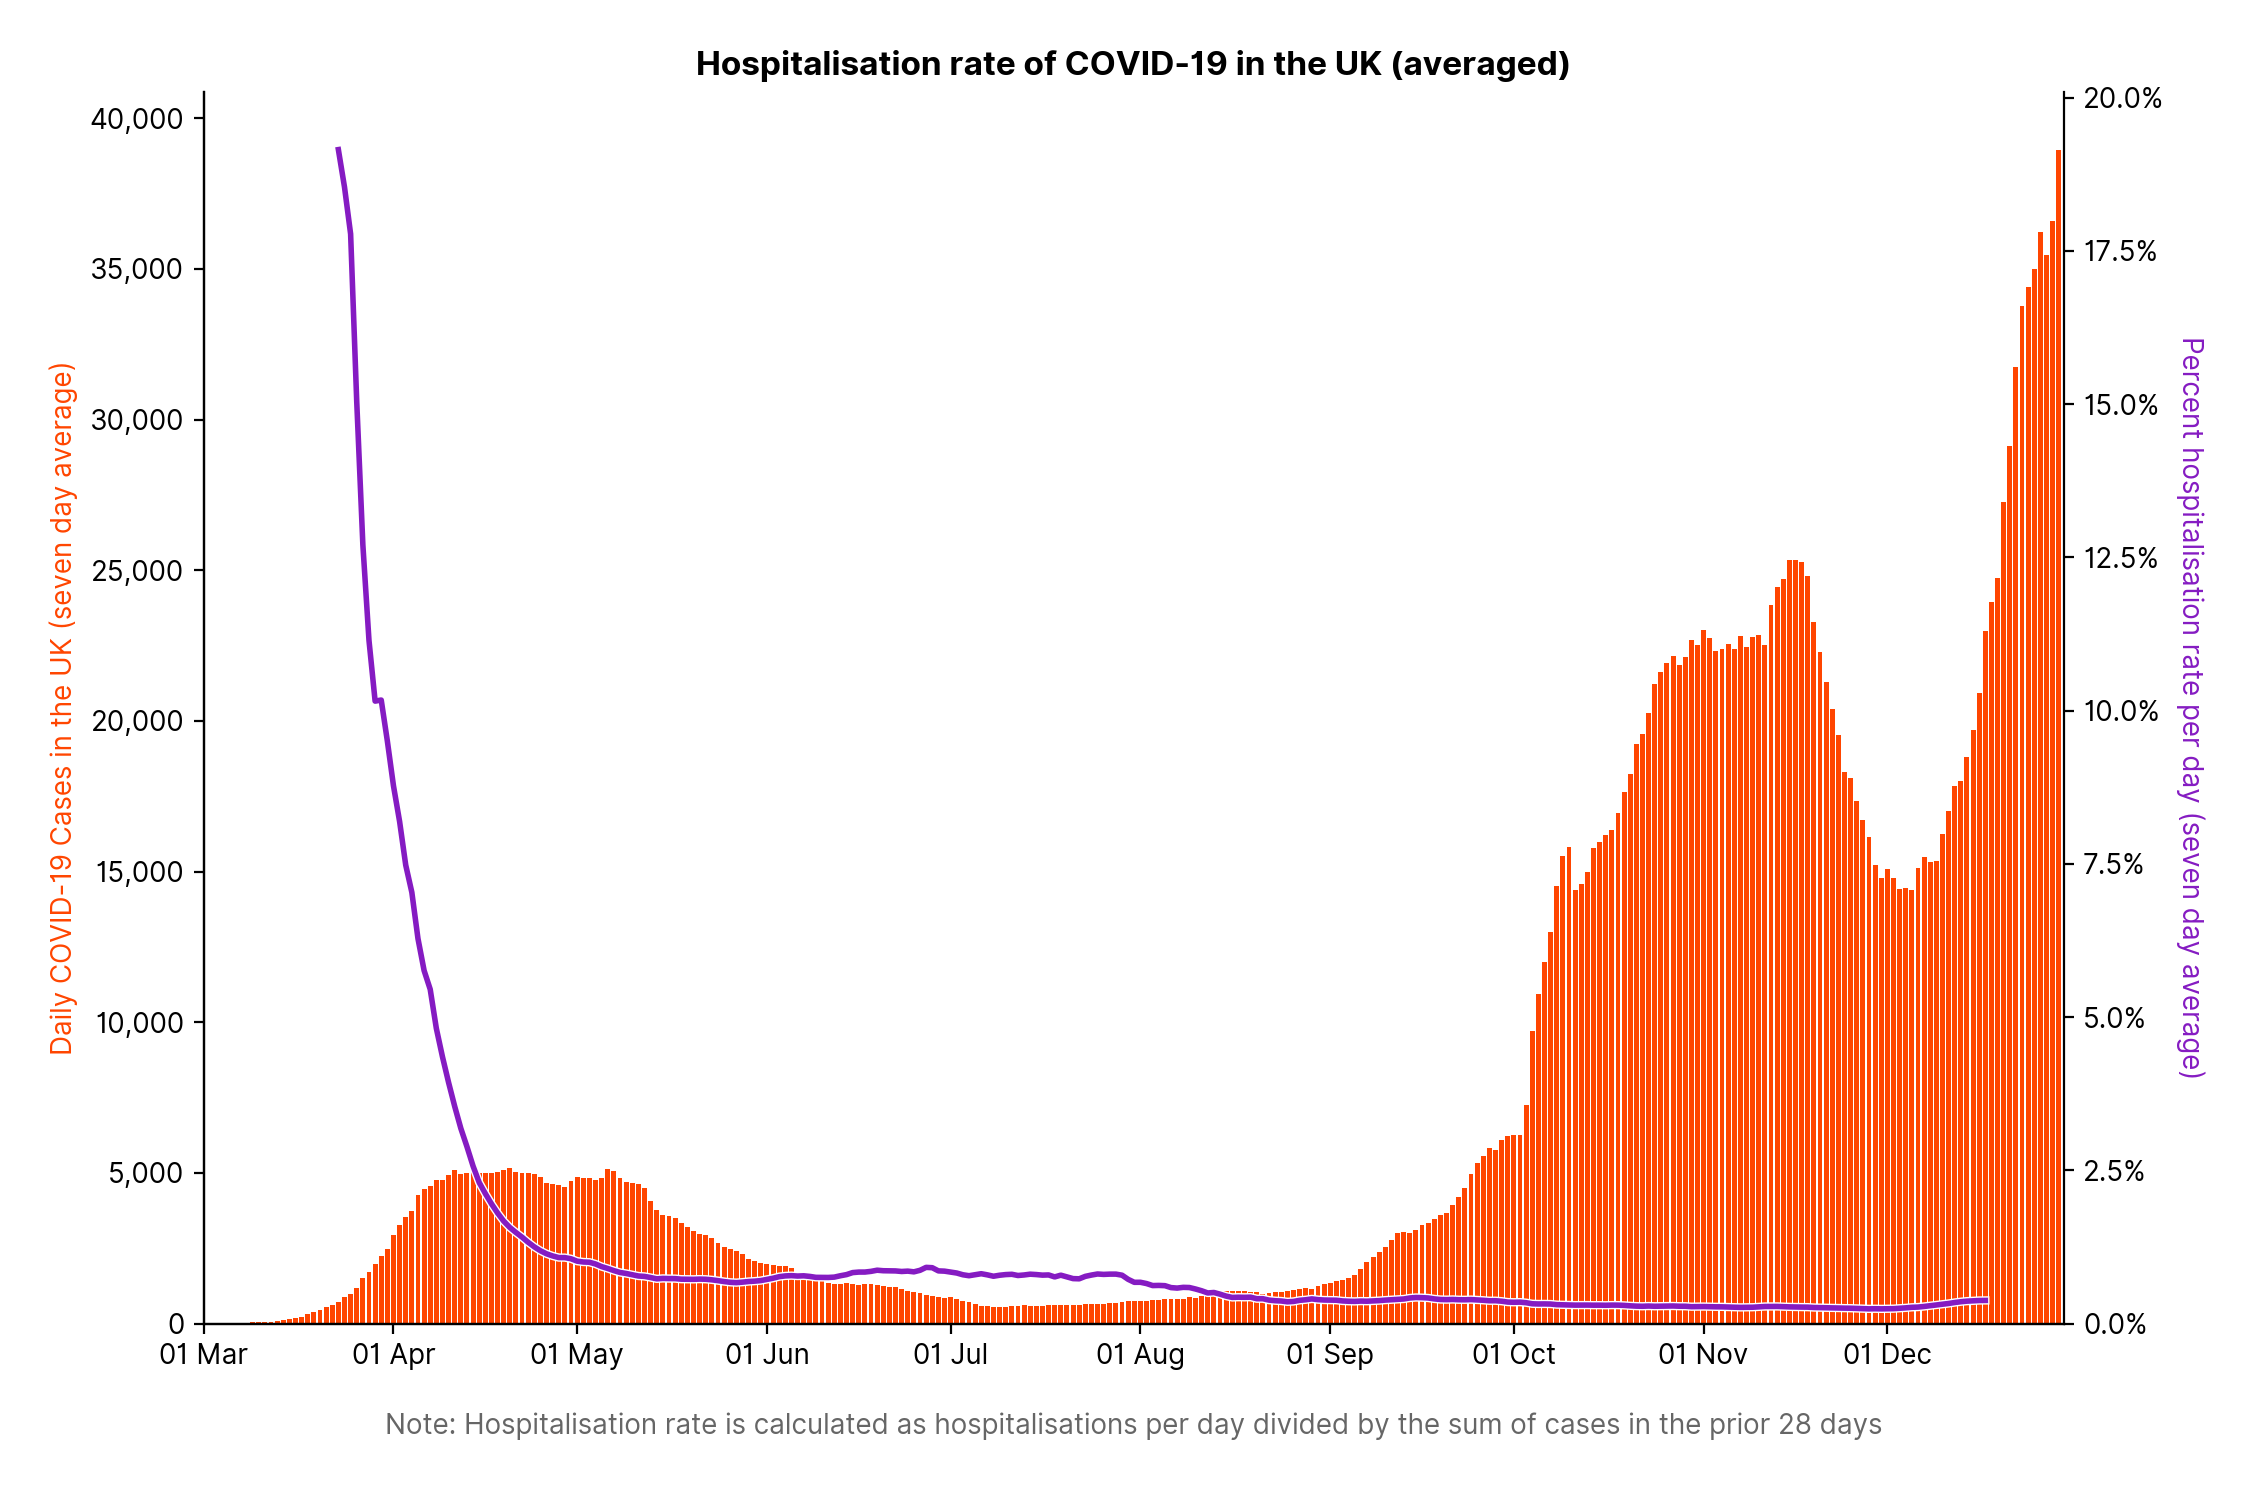 Hospitalisation rate of COVID-19 in the UK (averaged)
Daily COVID-19 Cases in the UK (seven day average)
40,000
35,000
30,000
25,000
20,000
15,000
10,000
5,000
0
20.0%
17.5%
15.0%
12.5%
10.0%
7.5%
5.0%
2.5%
0.0%
Percent hospitalisation rate per day (seven day average)
01 Mar
01 Apr
01 May
01 Jun
01 Jul
01 Aug
01 Sep
01 Oct
01 Nov
01 Dec
Note: Hospitalisation rate is calculated as hospitalisations per day divided by the sum of cases in the prior 28 days